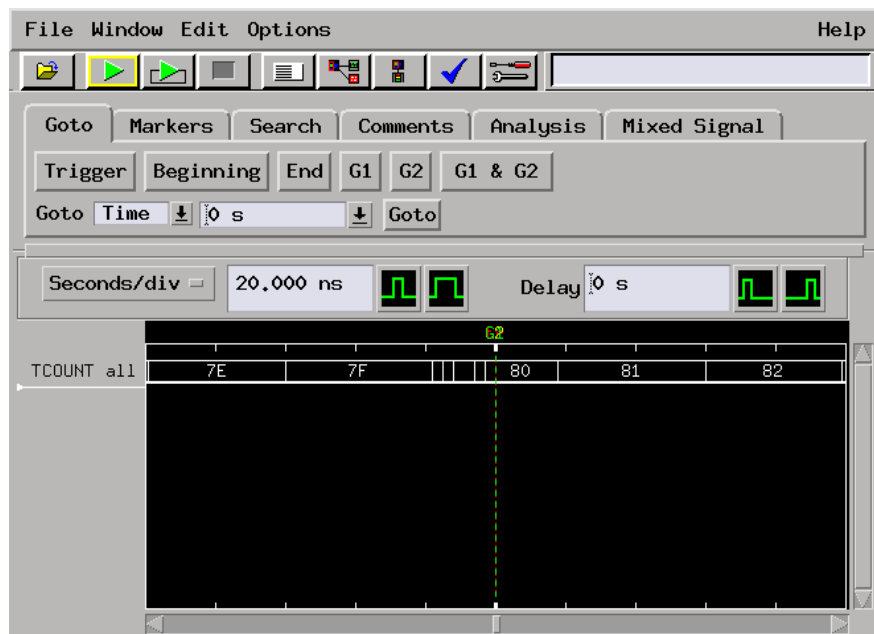 File Window Edit Options Help
Goto Markers Search Comments Analysis Mixed Signal
Trigger Beginning End G1 G2 G1 & G2
Goto Time 0 s Goto
Seconds/div 20.000 ns Delay 0 s
G2
TCOUNT all 7E 7F 80 81 82